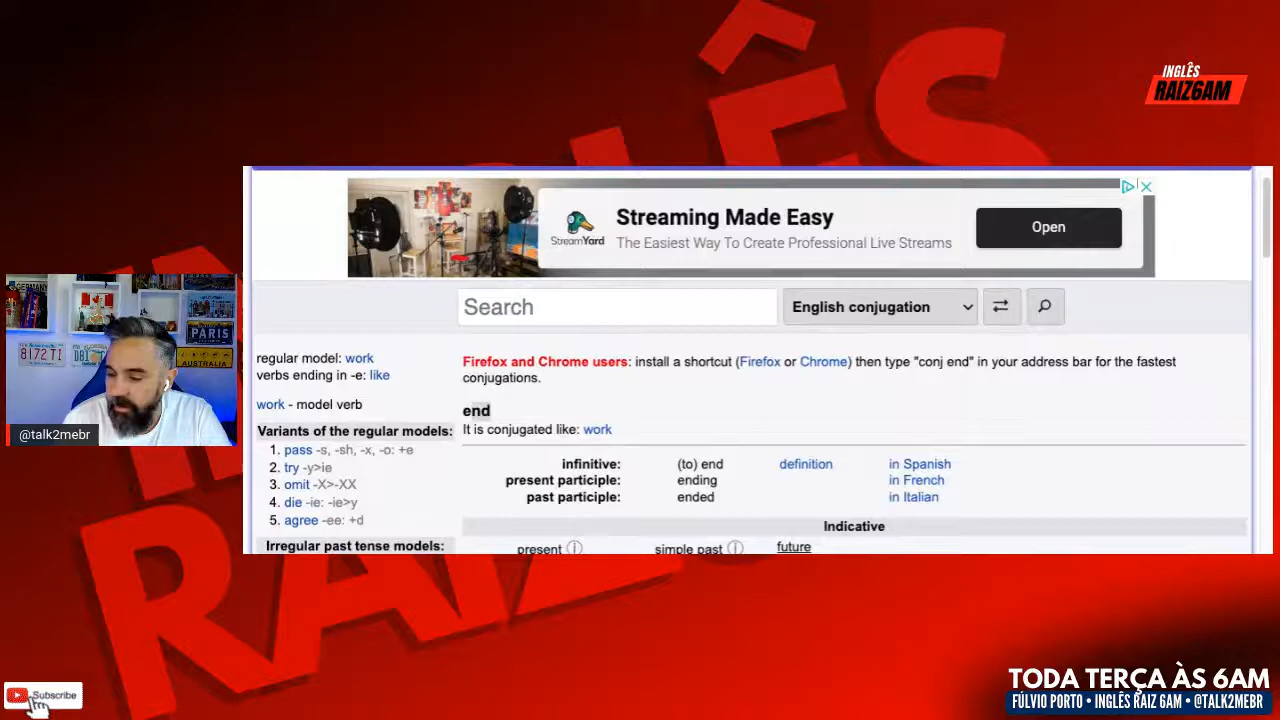 INGLÊS
RAIZ6AM
Streaming Made Easy
StreamYard
The Easiest Way To Create Professional Live Streams
Open
Search
English conjugation
regular model: work
verbs ending in -e: like
work - model verb
Variants of the regular models:
1. pass -s, -sh, -x, -o: +e
2. try -y>ie
3. omit -X>-XX
4. die -ie: -ie>y
5. agree -ee: +d
Irregular past tense models:
Firefox and Chrome users: install a shortcut (Firefox or Chrome) then type "conj end" in your address bar for the fastest
conjugations.
end
It is conjugated like: work
infinitive: (to) end definition in Spanish
present participle: ending in French
past participle: ended in Italian
Indicative
present simple past future
8172 TI
PARIS
AUSTRALIA
@talk2mebr
Subscribe
TODA TERÇA ÀS 6AM
FÚLVIO PORTO • INGLÊS RAIZ 6AM • @TALK2MEBR